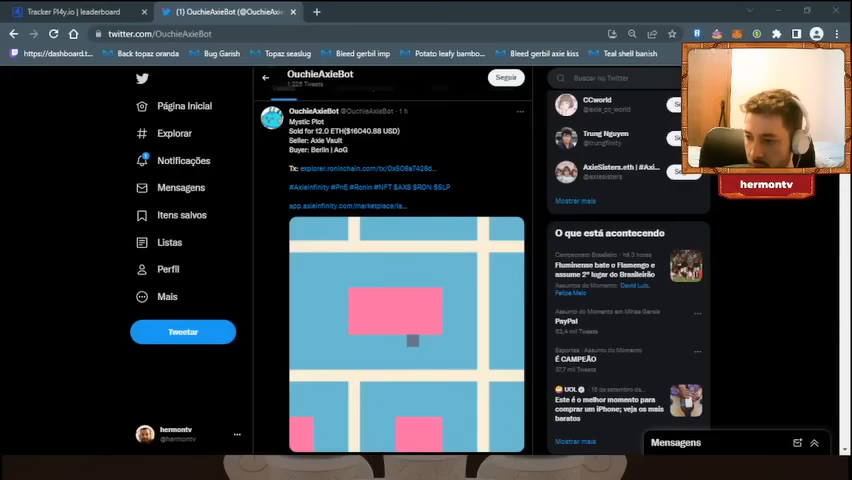 Tracker Pl4y.io | leaderboard
(1) OuchieAxieBot (@OuchieAxie
twitter.com/OuchieAxieBot
https://dashboard.t...
Back topaz oranda
Bug Garish
Topaz seaslug
Bleed gerbil imp
Potato leafy bambo...
Bleed gerbil axie kiss
Teal shell banish
OuchieAxieBot
1,225 Tweets
Seguir
Buscar no Twitter
Página Inicial
Explorar
1
Notificações
Mensagens
Itens salvos
Listas
Perfil
Mais
Tweetar
hermontv
@hermontv
OuchieAxieBot @OuchieAxieBot · 1 h
Mystic Plot
Sold for 12.0 ETH($16040.88 USD)
Seller: Axie Vault
Buyer: Berlin | AoG
Tx: explorer.roninchain.com/tx/0x506a7428d...
#AxieInfinity #PnE #Ronin #NFT $AXS $RON $SLP
app.axieinfinity.com/marketplace/la...
CCworld
@axie_cc_world
Trung Nguyen
@trungfinity
AxieSisters.eth | #Axi...
@axiesisters
Mostrar mais
hermontv
O que está acontecendo
Campeonato Brasileiro · há 3 horas
Fluminense bate o Flamengo e
assume 2º lugar do Brasileirão
Assuntos do Momento: David Luiz,
Felipe Melo
Assunto do Momento em Minas Gerais
PayPal
53,4 mil Tweets
Esportes · Assunto do Momento
É CAMPEÃO
32,7 mil Tweets
UOL · 16 de setembro de...
Este é o melhor momento para
comprar um iPhone; veja os mais
baratos
Mostrar mais
Mensagens